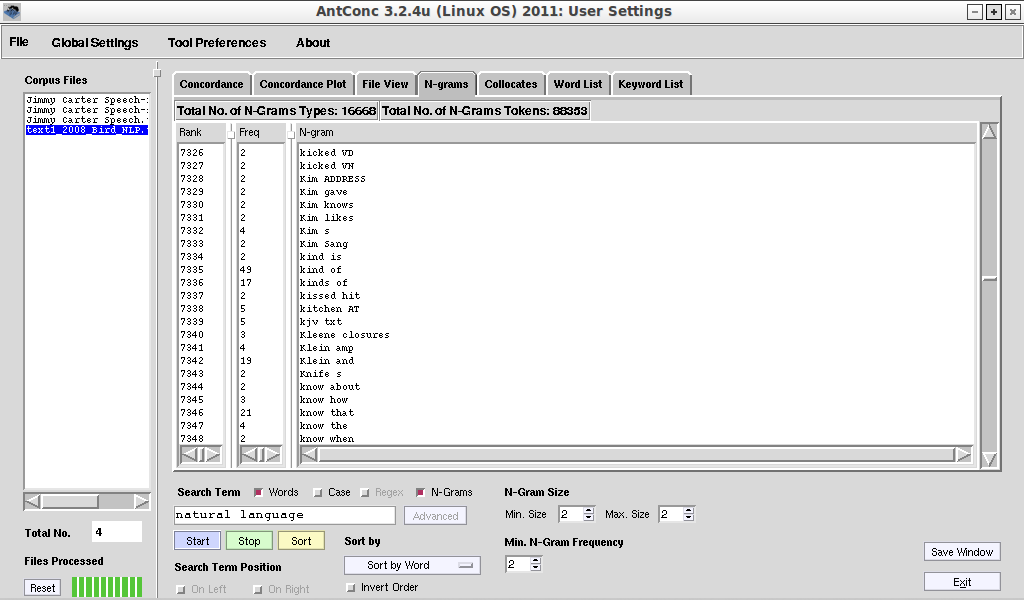 AntConc 3.2.4u (Linux OS) 2011: User Settings
File Global Settings Tool Preferences About
Corpus Files
Jimmy Carter Speech-
Jimmy Carter Speech-
Jimmy Carter Speech.
text1_2008_Bird_NLP.
Total No. 4
Files Processed
Reset
Concordance Concordance Plot File View N-grams Collocates Word List Keyword List
Total No. of N-Grams Types: 16668 Total No. of N-Grams Tokens: 88353
Rank Freq N-gram
7326 2 kicked VD
7327 2 kicked VN
7328 2 Kim ADDRESS
7329 2 Kim gave
7330 2 Kim knows
7331 2 Kim likes
7332 4 Kim s
7333 2 Kim Sang
7334 2 kind is
7335 49 kind of
7336 17 kinds of
7337 2 kissed hit
7338 5 kitchen AT
7339 5 kjv txt
7340 3 Kleene closures
7341 4 Klein amp
7342 19 Klein and
7343 2 Knife s
7344 2 know about
7345 3 know how
7346 21 know that
7347 4 know the
7348 2 know when
Search Term Words Case Regex N-Grams
natural language Advanced
Start Stop Sort
Search Term Position
On Left On Right
Sort by
Sort by Word
Invert Order
N-Gram Size
Min. Size 2 Max. Size 2
Min. N-Gram Frequency
2
Save Window
Exit